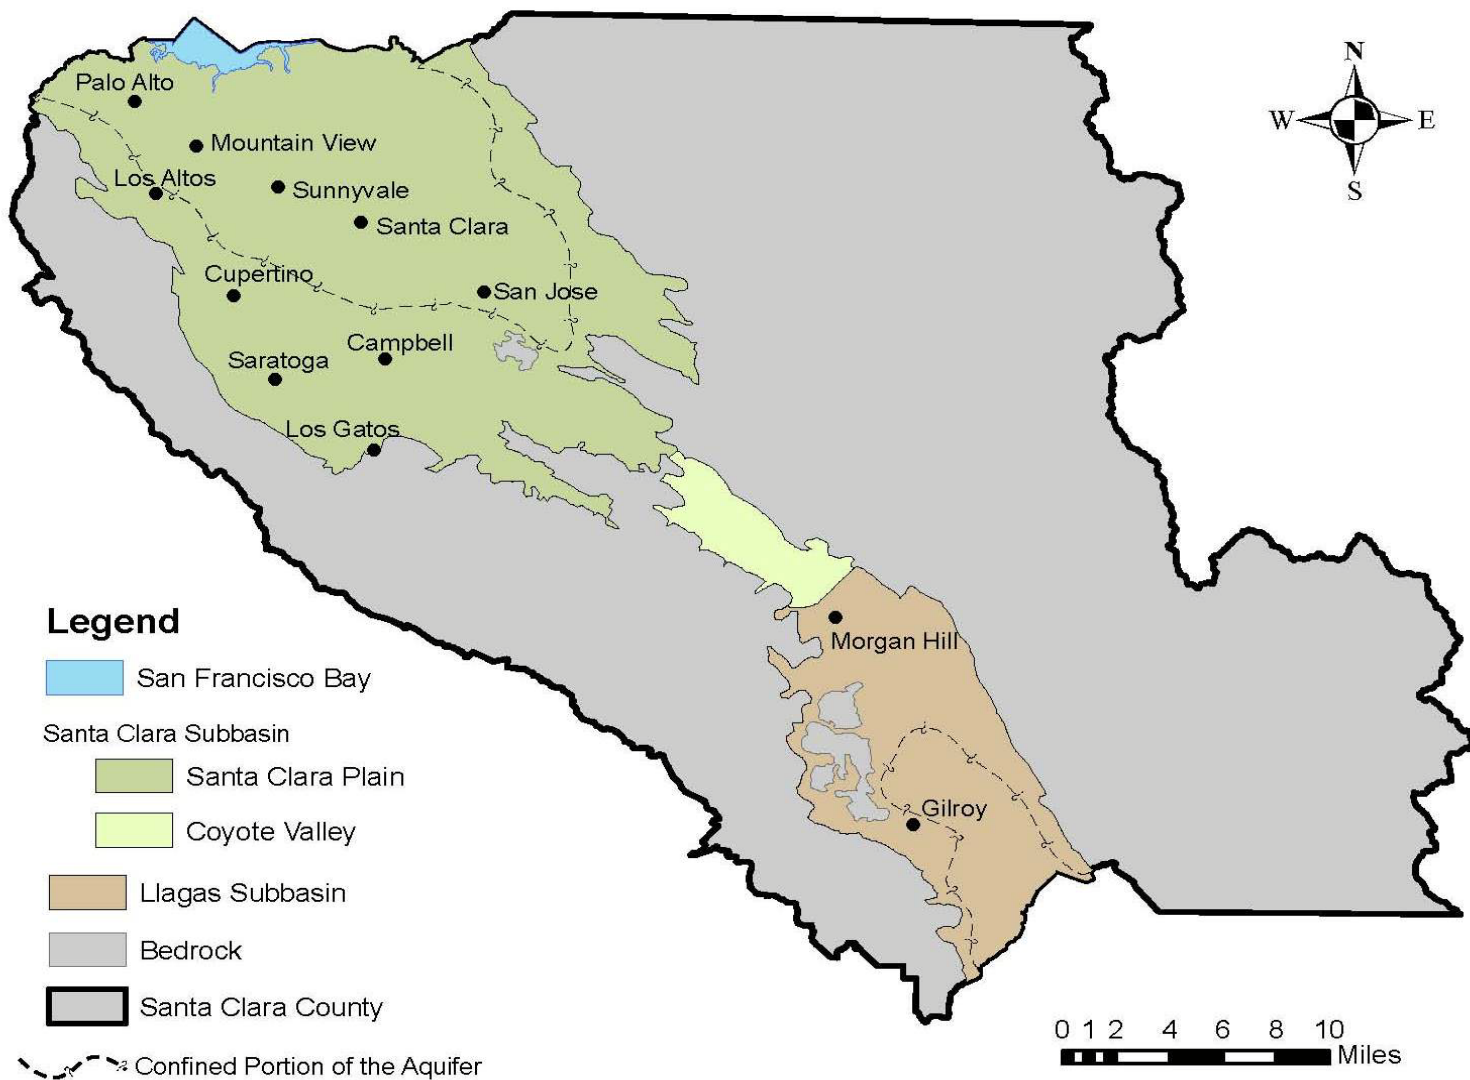 N
W E
S
Palo Alto
Mountain View
Los Altos
Sunnyvale
Santa Clara
Cupertino
San Jose
Campbell
Saratoga
Los Gatos
Morgan Hill
Gilroy
Legend
San Francisco Bay
Santa Clara Subbasin
Santa Clara Plain
Coyote Valley
Llagas Subbasin
Bedrock
Santa Clara County
Confined Portion of the Aquifer
0 1 2 4 6 8 10
Miles